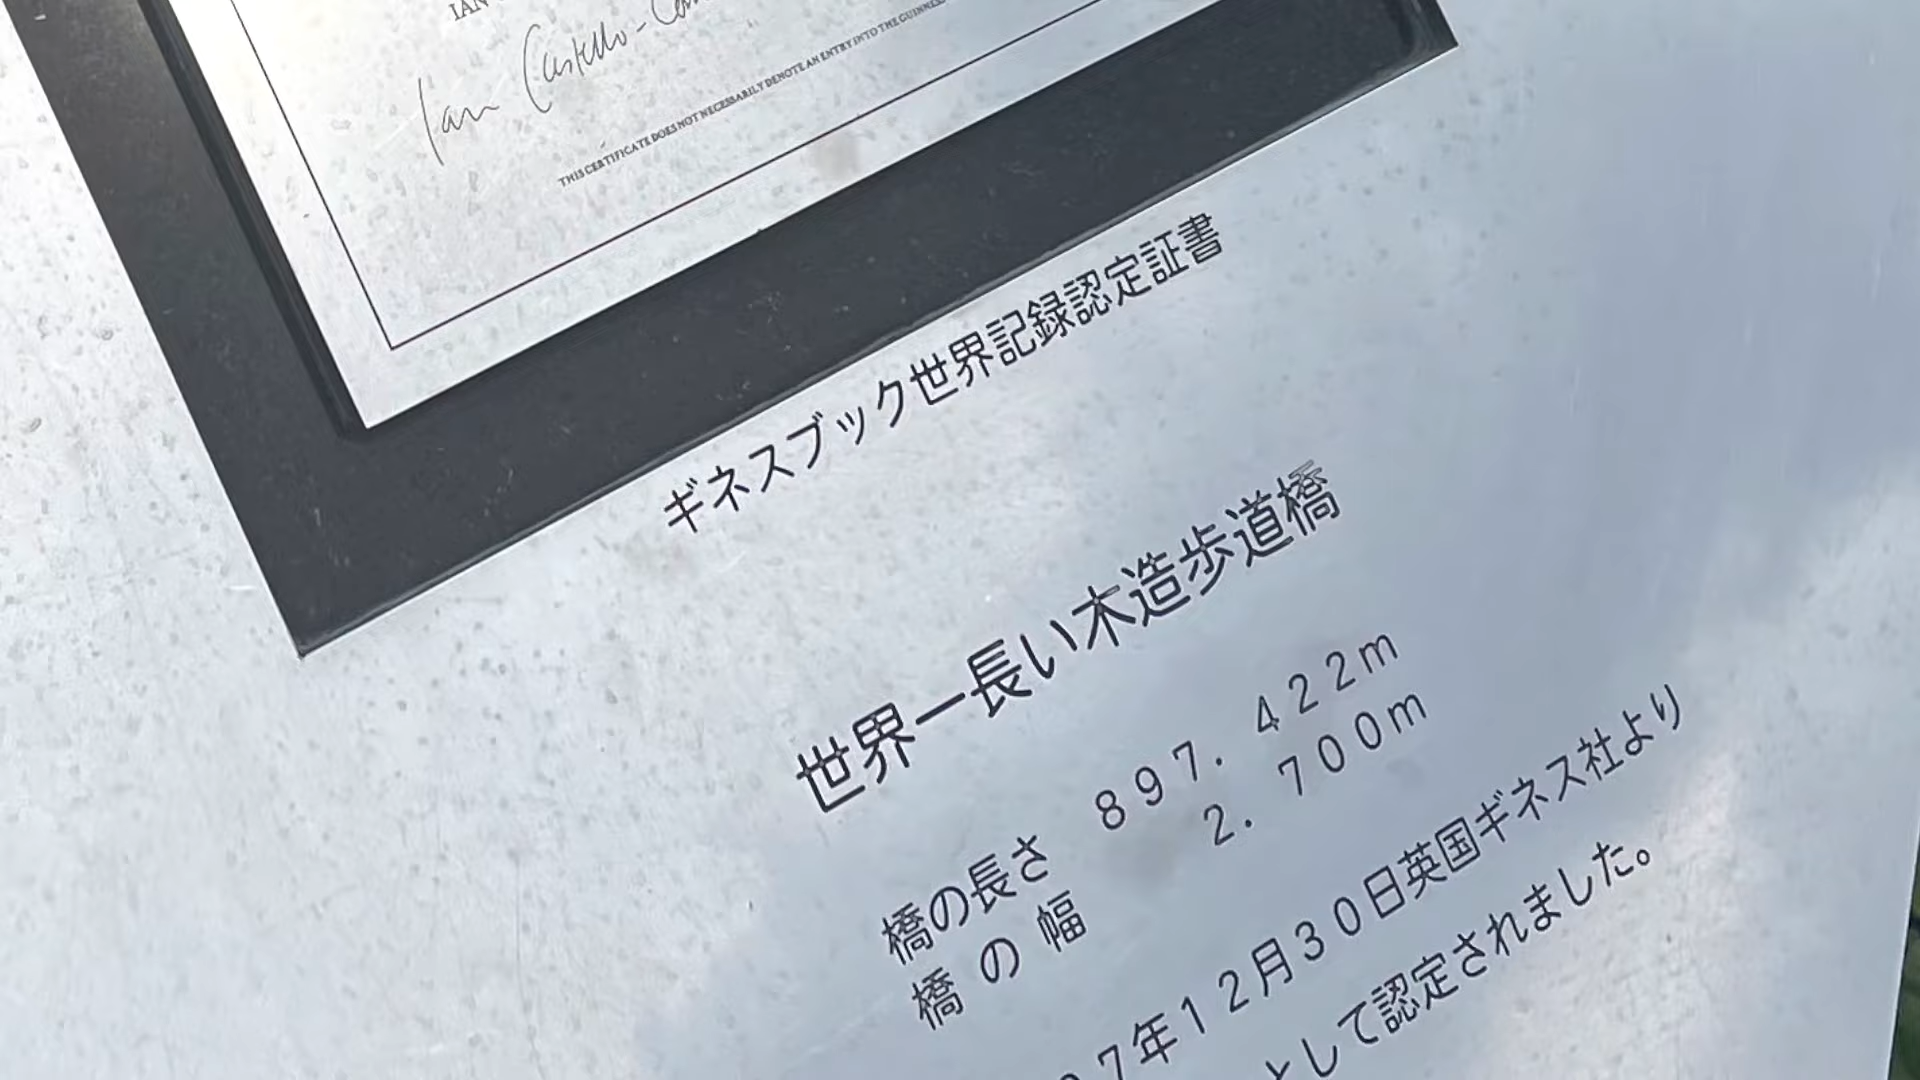 IAN
Ian Castello-
THIS CERTIFICATE DOES NOT NECESSARILY DENOTE AN ENTRY INTO THE GUINNESS
ギネスブック世界記録認定証書
世界一長い木造歩道橋
橋の長さ 897.422m
橋の幅 2.700m
7年12月30日英国ギネス社より
として認定されました。